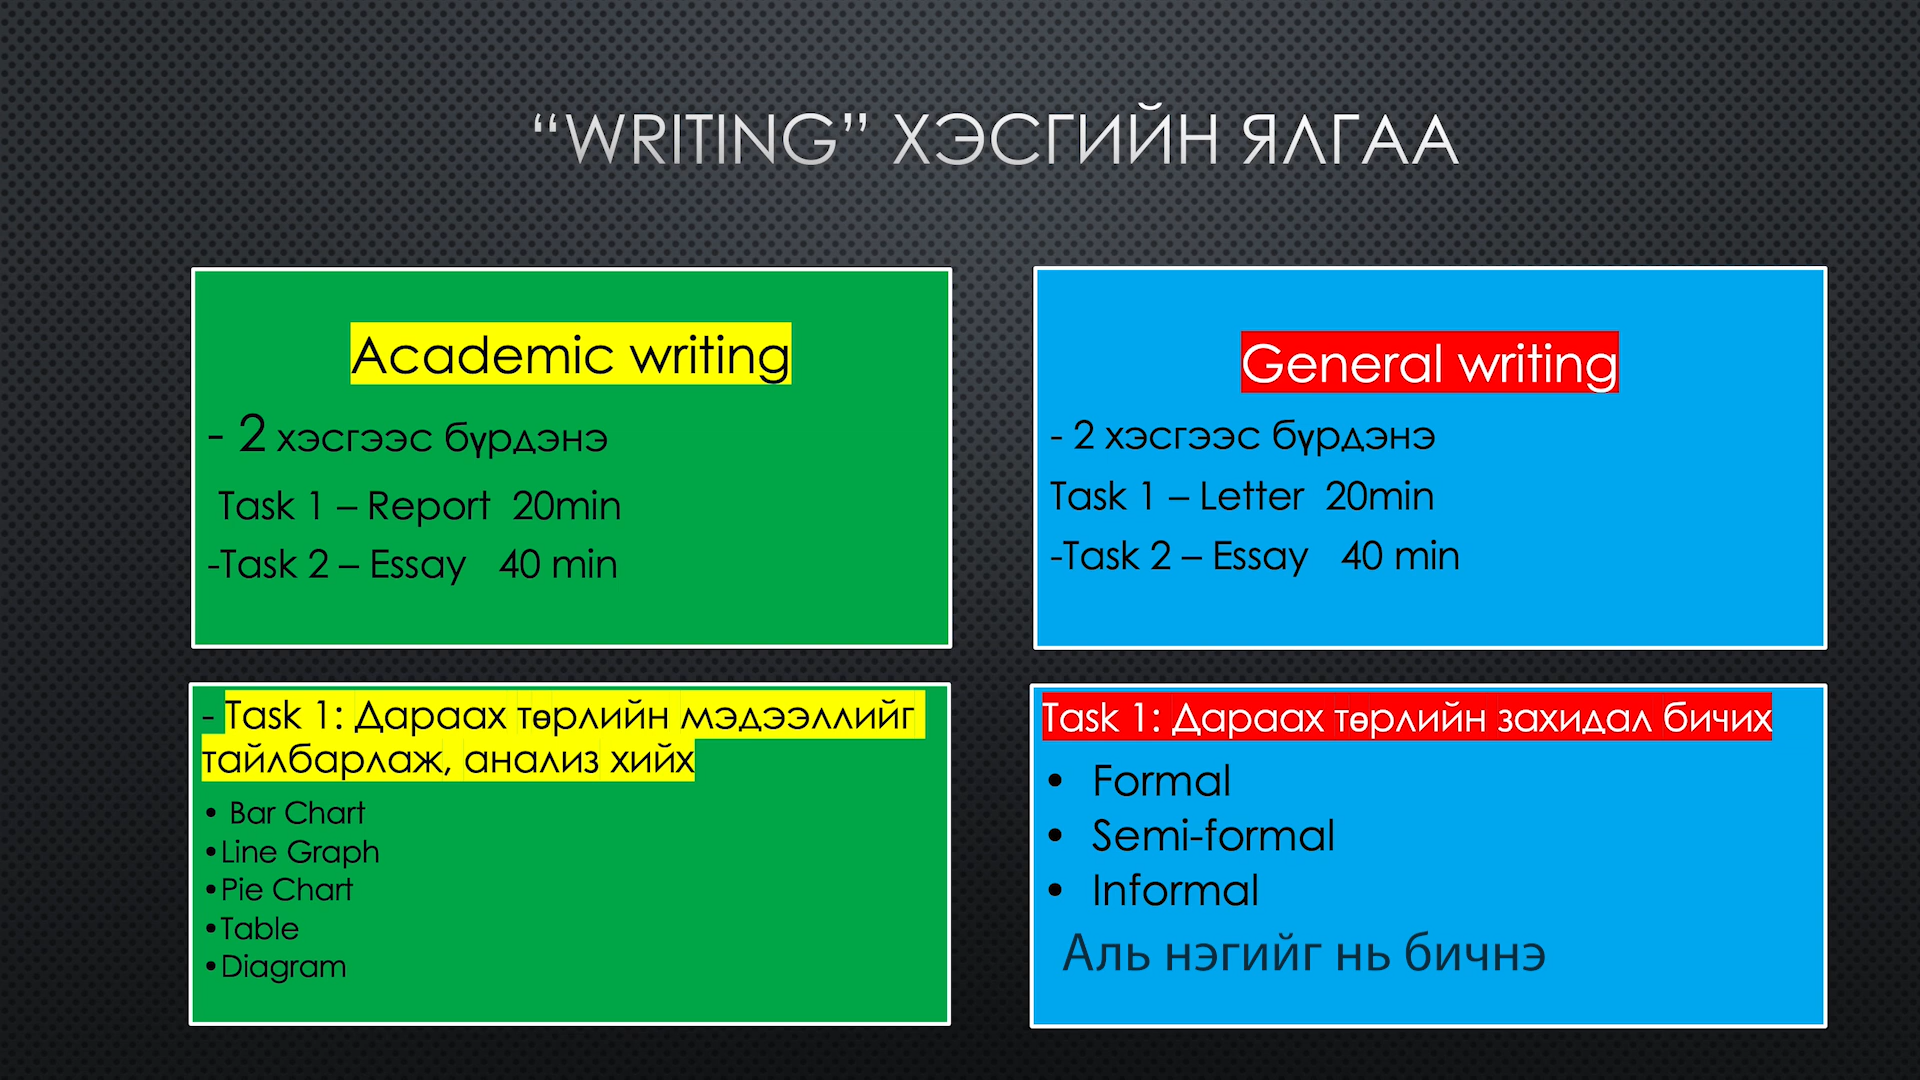 “WRITING” ХЭСГИЙН ЯЛГАА
Academic writing
- 2 хэсгээс бүрдэнэ
Task 1 – Report 20min
-Task 2 – Essay 40 min
General writing
- 2 хэсгээс бүрдэнэ
Task 1 – Letter 20min
-Task 2 – Essay 40 min
- Task 1: Дараах төрлийн мэдээллийг
тайлбарлаж, анализ хийх
• Bar Chart
•Line Graph
•Pie Chart
•Table
•Diagram
Task 1: Дараах төрлийн захидал бичих
• Formal
• Semi-formal
• Informal
Аль нэгийг нь бичнэ